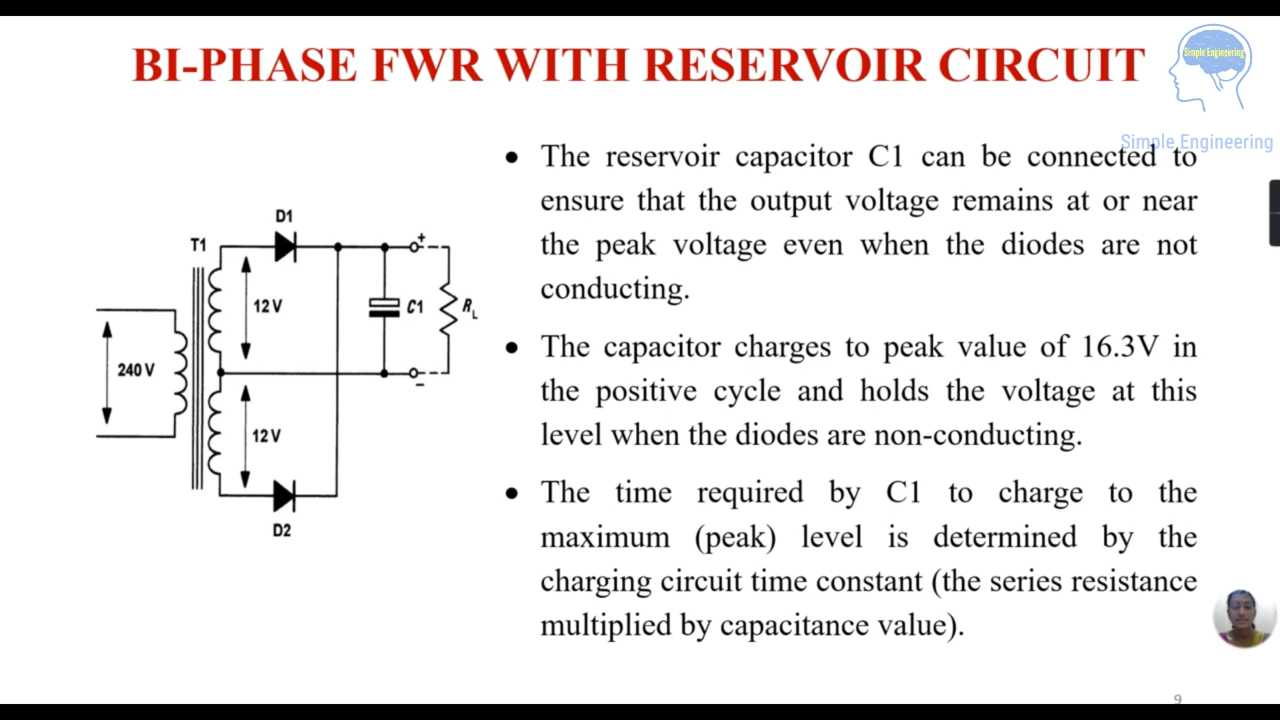 BI-PHASE FWR WITH RESERVOIR CIRCUIT
Simple Engineering
Simple Engineering
● The reservoir capacitor C1 can be connected to
ensure that the output voltage remains at or near
the peak voltage even when the diodes are not
conducting.
● The capacitor charges to peak value of 16.3V in
the positive cycle and holds the voltage at this
level when the diodes are non-conducting.
● The time required by C1 to charge to the
maximum (peak) level is determined by the
charging circuit time constant (the series resistance
multiplied by capacitance value).
D1
T1
+
12 V
C1
RL
240 V
−
12 V
D2
9